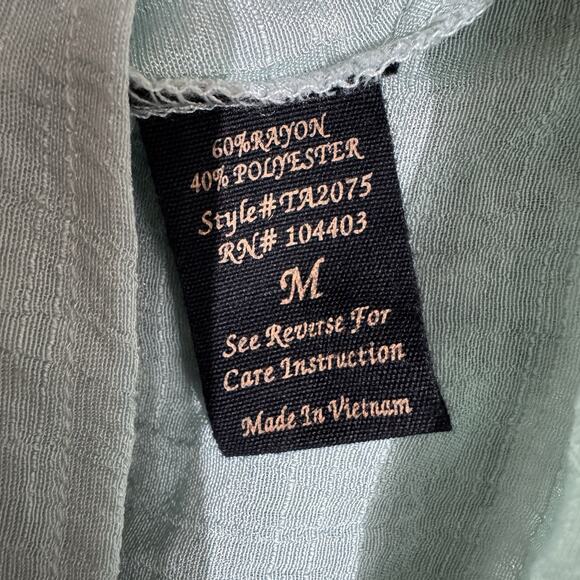 60%RAYON
40% POLYESTER
Style# TA2075
RN# 104403
M
See Reverse For
Care Instruction
Made In Vietnam